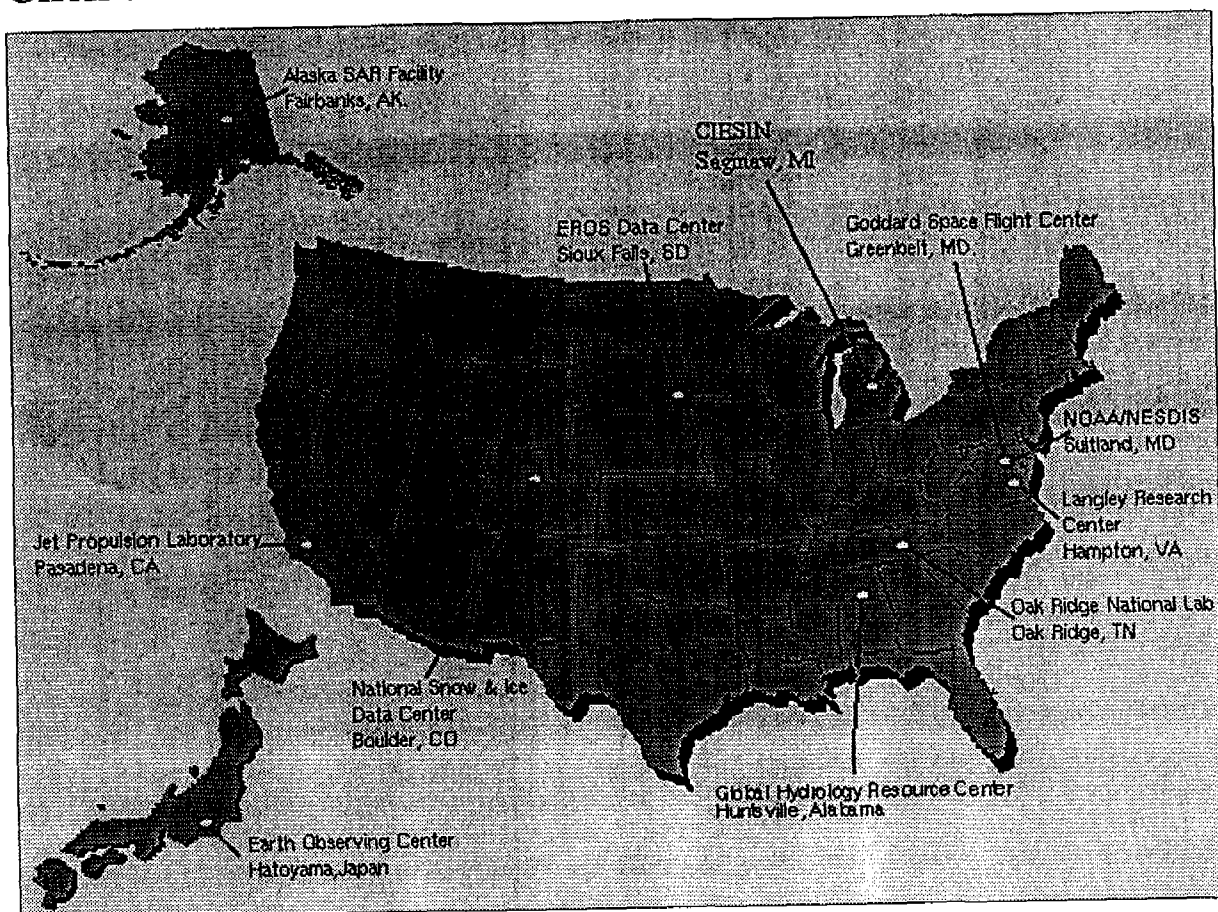 Alaska SAR Facility
Fairbanks, AK.
CIESIN
Saginaw, MI
EROS Data Center
Sioux Falls, SD
Goddard Space Flight Center
Greenbelt, MD.
NOAA/NESDIS
Suitland, MD
Langley Research
Center
Hampton, VA
Jet Propulsion Laboratory
Pasadena, CA
Oak Ridge National Lab
Oak Ridge, TN
National Snow & Ice
Data Center
Boulder, CO
Global Hydrology Resource Center
Huntsville, Alabama
Earth Observing Center
Hatoyama,Japan